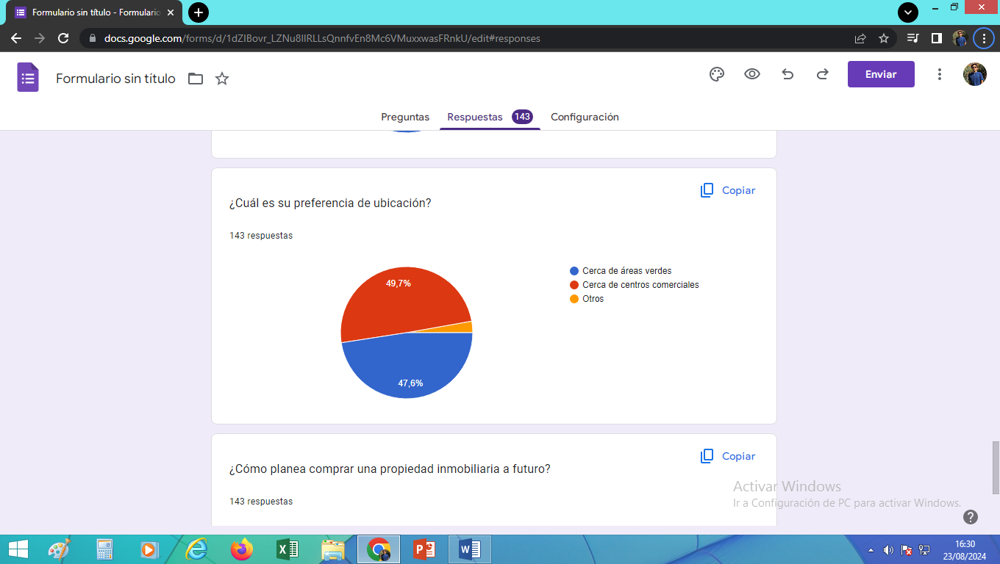 Formulario sin título - Formulario
docs.google.com/forms/d/1dZIBovr_LZNu8IIRLLsQnnfvEn8Mc6VMuxxwasFRnkU/edit#responses
Formulario sin título
Enviar
Preguntas Respuestas 143 Configuración
Copiar
¿Cuál es su preferencia de ubicación?
143 respuestas
Cerca de áreas verdes
Cerca de centros comerciales
Otros
49,7%
47,6%
Copiar
¿Cómo planea comprar una propiedad inmobiliaria a futuro?
143 respuestas
Activar Windows
Ir a Configuración de PC para activar Windows.
16:30
23/08/2024